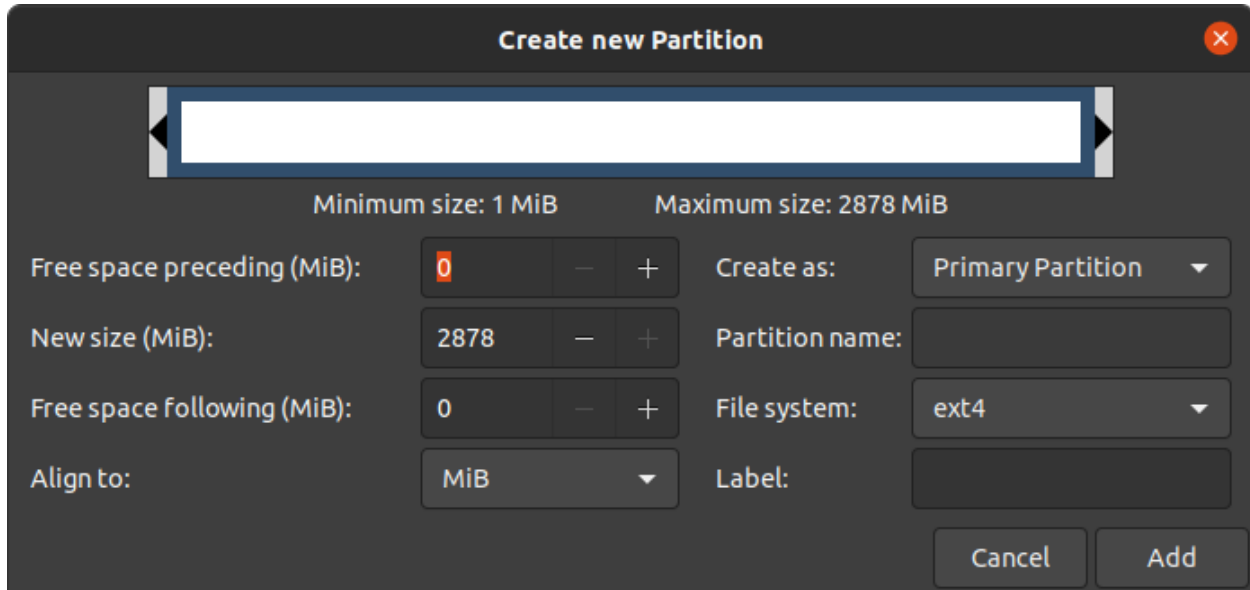 Create new Partition
Minimum size: 1 MiB Maximum size: 2878 MiB
Free space preceding (MiB): 0 − + Create as: Primary Partition
New size (MiB): 2878 − + Partition name:
Free space following (MiB): 0 − + File system: ext4
Align to: MiB Label:
Cancel Add